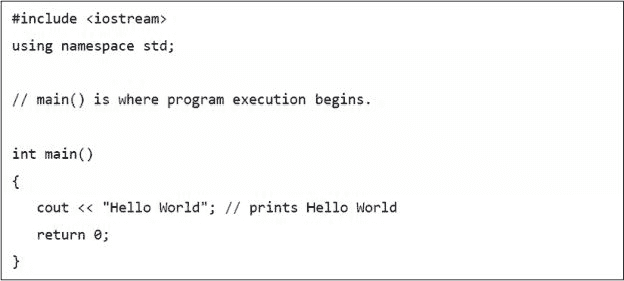 #include <iostream>
using namespace std;
// main() is where program execution begins.
int main()
{
cout << "Hello World"; // prints Hello World
return 0;
}